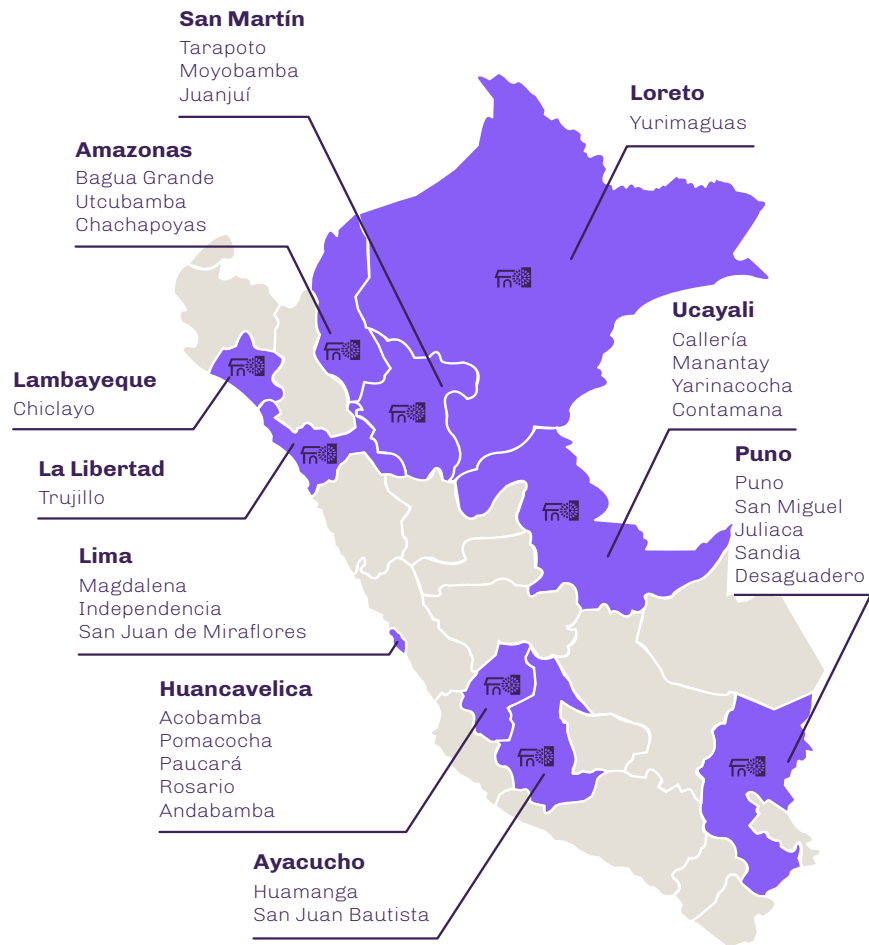 San Martín
Tarapoto
Moyobamba
Juanjuí
Loreto
Yurimaguas
Amazonas
Bagua Grande
Utcubamba
Chachapoyas
Ucayali
Callería
Manantay
Yarinacocha
Contamana
Lambayeque
Chiclayo
La Libertad
Trujillo
Puno
Puno
San Miguel
Juliaca
Sandia
Desaguadero
Lima
Magdalena
Independencia
San Juan de Miraflores
Huancavelica
Acobamba
Pomacocha
Paucará
Rosario
Andabamba
Ayacucho
Huamanga
San Juan Bautista